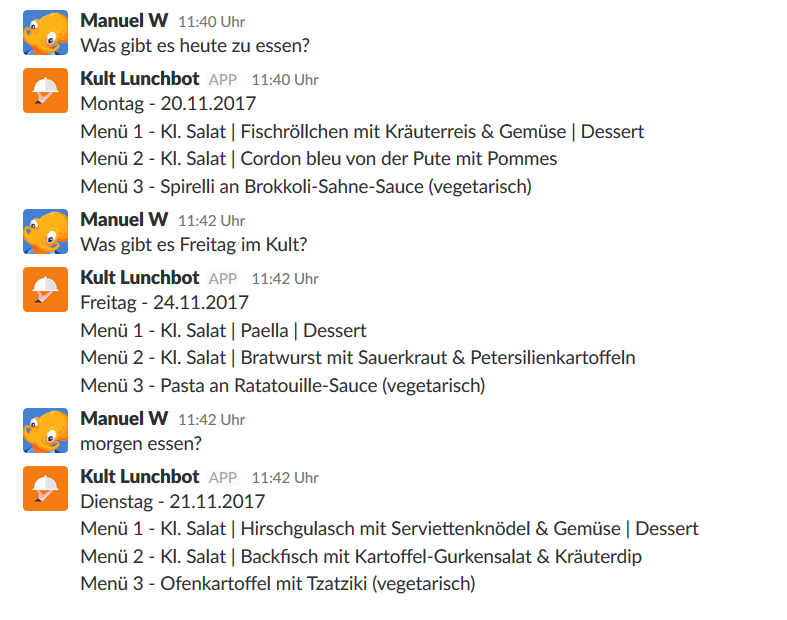 Manuel W 11:40 Uhr
Was gibt es heute zu essen?
Kult Lunchbot APP 11:40 Uhr
Montag - 20.11.2017
Menü 1 - Kl. Salat | Fischröllchen mit Kräuterreis & Gemüse | Dessert
Menü 2 - Kl. Salat | Cordon bleu von der Pute mit Pommes
Menü 3 - Spirelli an Brokkoli-Sahne-Sauce (vegetarisch)
Manuel W 11:42 Uhr
Was gibt es Freitag im Kult?
Kult Lunchbot APP 11:42 Uhr
Freitag - 24.11.2017
Menü 1 - Kl. Salat | Paella | Dessert
Menü 2 - Kl. Salat | Bratwurst mit Sauerkraut & Petersilienkartoffeln
Menü 3 - Pasta an Ratatouille-Sauce (vegetarisch)
Manuel W 11:42 Uhr
morgen essen?
Kult Lunchbot APP 11:42 Uhr
Dienstag - 21.11.2017
Menü 1 - Kl. Salat | Hirschgulasch mit Serviettenknödel & Gemüse | Dessert
Menü 2 - Kl. Salat | Backfisch mit Kartoffel-Gurkensalat & Kräuterdip
Menü 3 - Ofenkartoffel mit Tzatziki (vegetarisch)